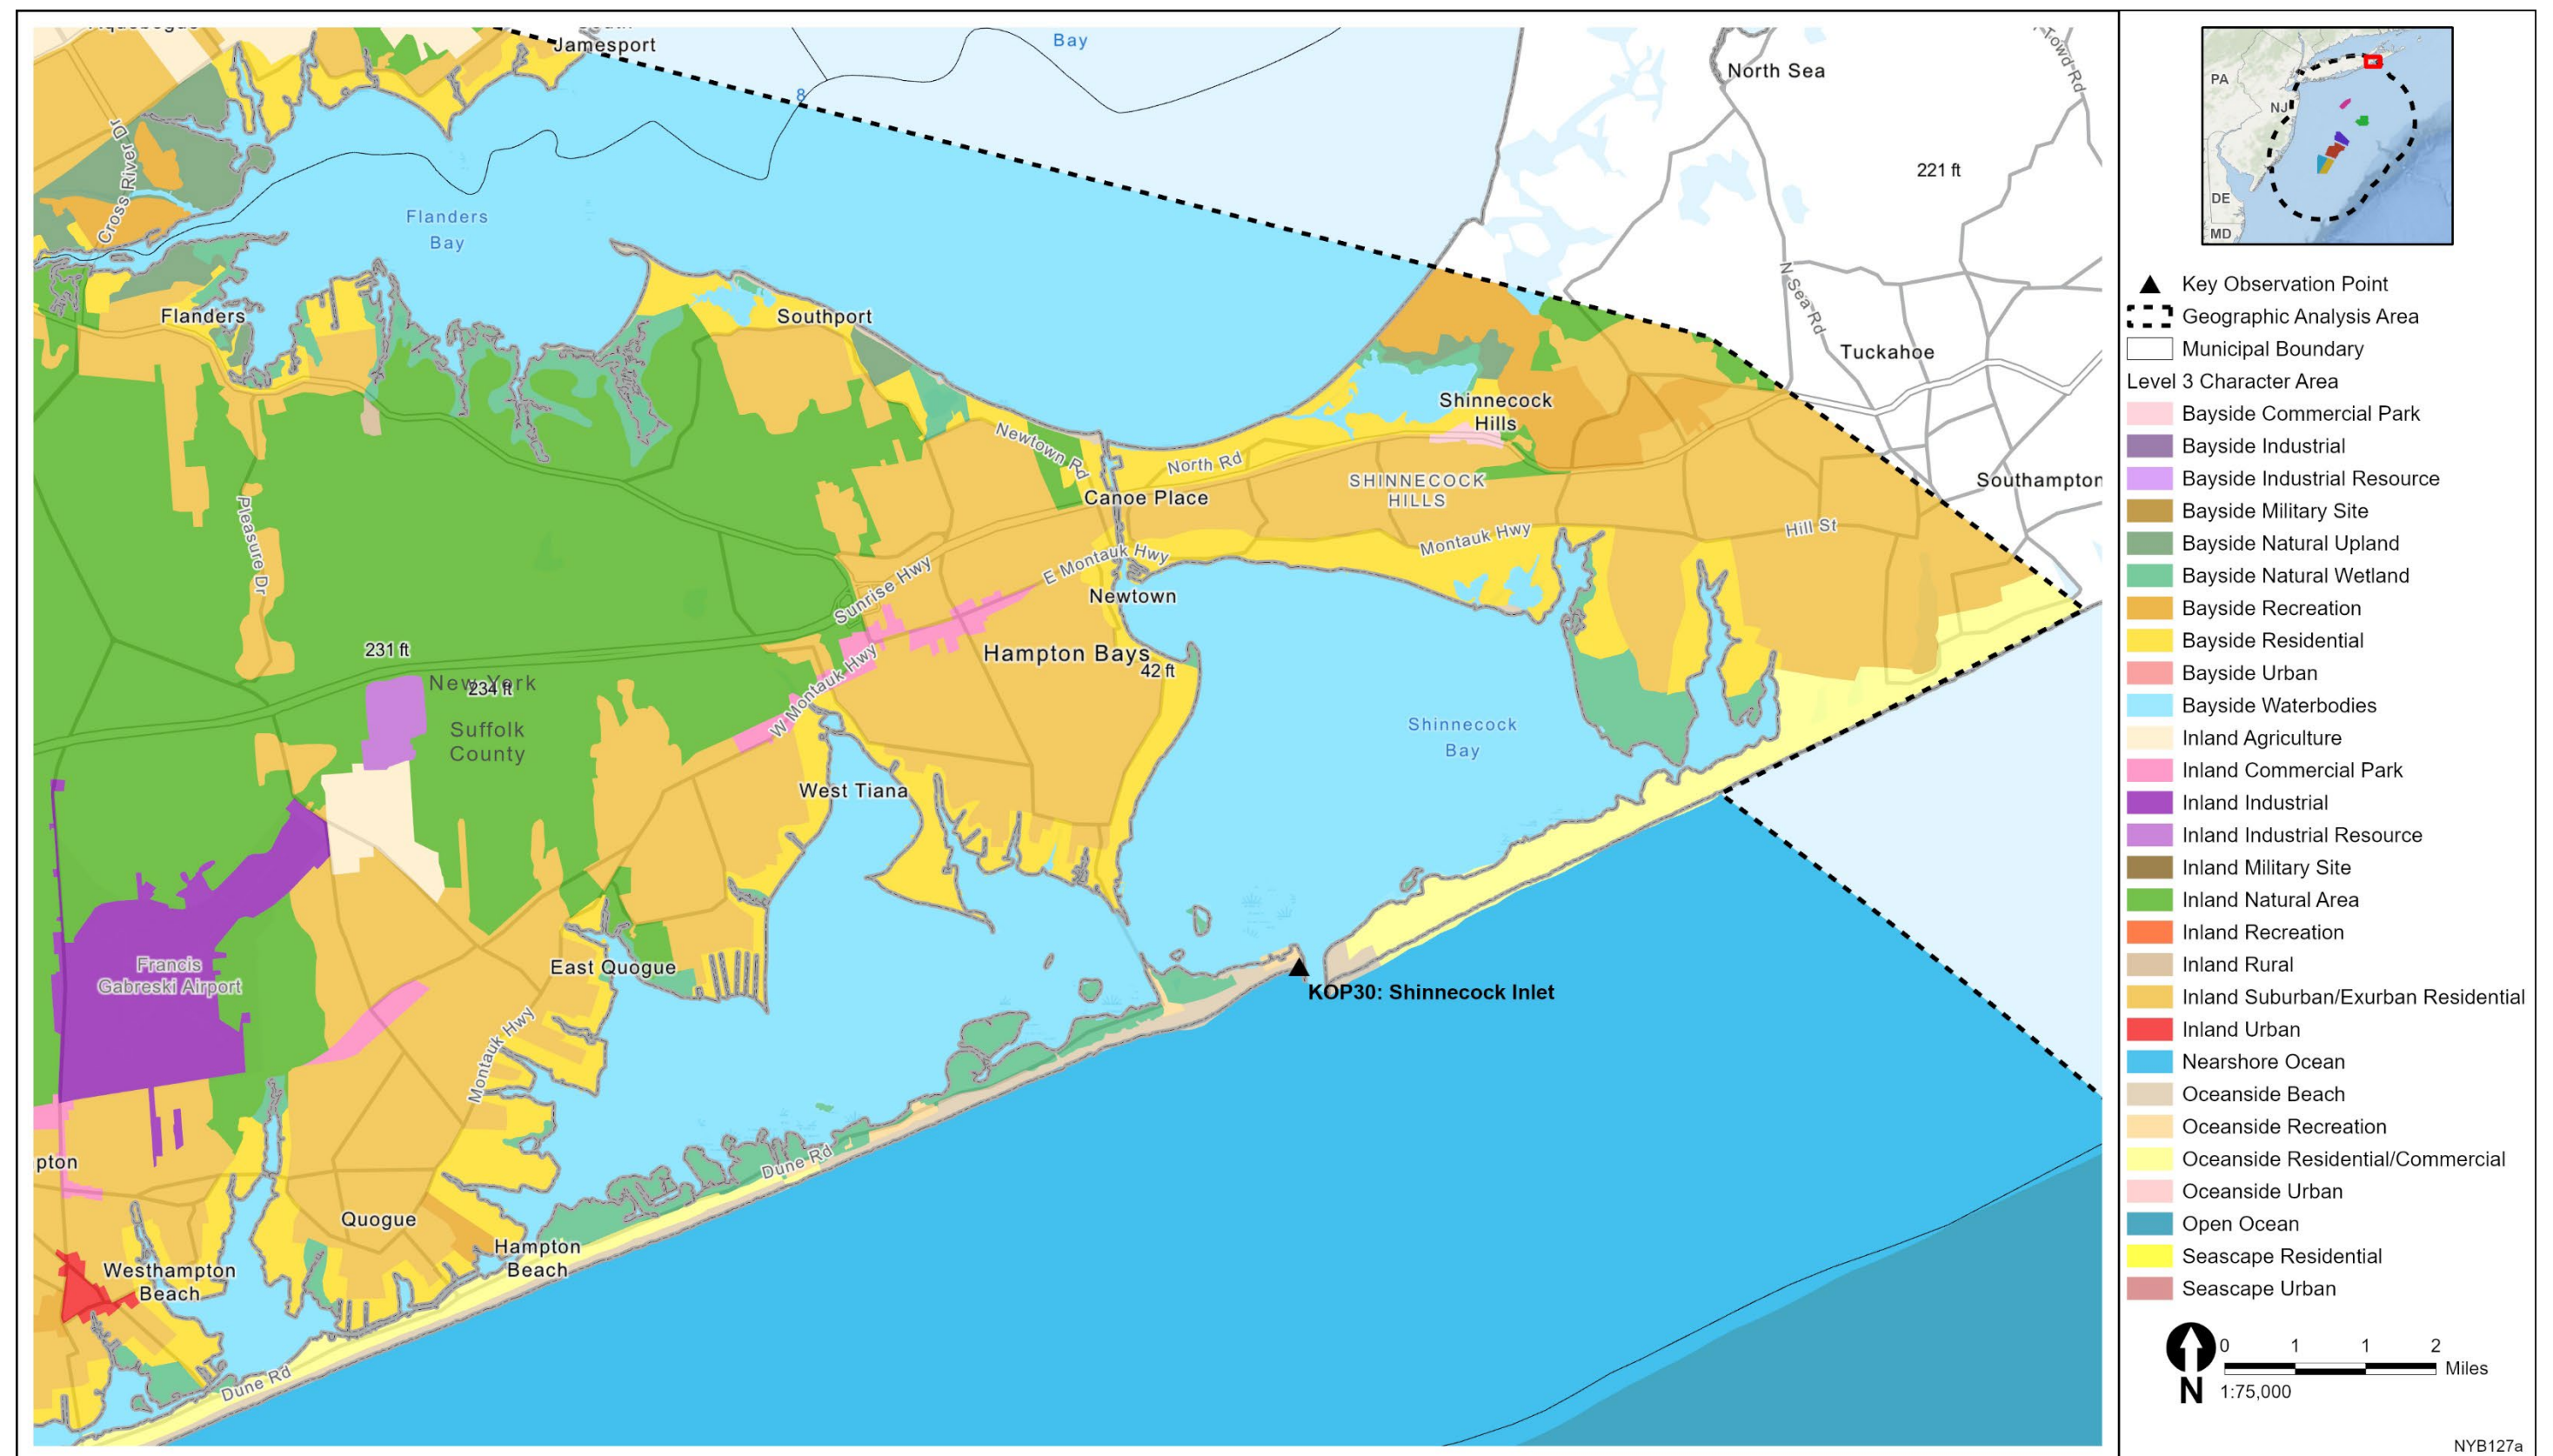 Jamesport
Bay
8
North Sea
Towd Rd
221 ft
Cross River Dr
Flanders
Bay
N Sea Rd
Flanders
Southport
Tuckahoe
Shinnecock
Hills
Newtown Rd
North Rd
SHINNECOCK
HILLS
Southampton
Canoe Place
Pleasure Dr
Montauk Hwy
Hill St
E Montauk Hwy
Sunrise Hwy
Newtown
231 ft
Hampton Bays
42 ft
New York
234 ft
W Montauk Hwy
Suffolk
County
Shinnecock
Bay
West Tiana
Francis
Gabreski Airport
East Quogue
KOP30: Shinnecock Inlet
Montauk Hwy
pton
Dune Rd
Quogue
Hampton
Beach
Westhampton
Beach
Dune Rd
PA
NJ
DE
MD
Key Observation Point
Geographic Analysis Area
Municipal Boundary
Level 3 Character Area
Bayside Commercial Park
Bayside Industrial
Bayside Industrial Resource
Bayside Military Site
Bayside Natural Upland
Bayside Natural Wetland
Bayside Recreation
Bayside Residential
Bayside Urban
Bayside Waterbodies
Inland Agriculture
Inland Commercial Park
Inland Industrial
Inland Industrial Resource
Inland Military Site
Inland Natural Area
Inland Recreation
Inland Rural
Inland Suburban/Exurban Residential
Inland Urban
Nearshore Ocean
Oceanside Beach
Oceanside Recreation
Oceanside Residential/Commercial
Oceanside Urban
Open Ocean
Seascape Residential
Seascape Urban
0 1 1 2
Miles
N
1:75,000
NYB127a